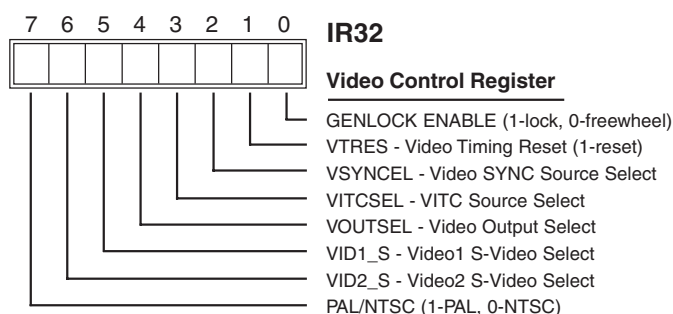 7 6 5 4 3 2 1 0
IR32
Video Control Register
GENLOCK ENABLE (1-lock, 0-freewheel)
VTRES - Video Timing Reset (1-reset)
VSYNCEL - Video SYNC Source Select
VITCSEL - VITC Source Select
VOUTSEL - Video Output Select
VID1_S - Video1 S-Video Select
VID2_S - Video2 S-Video Select
PAL/NTSC (1-PAL, 0-NTSC)